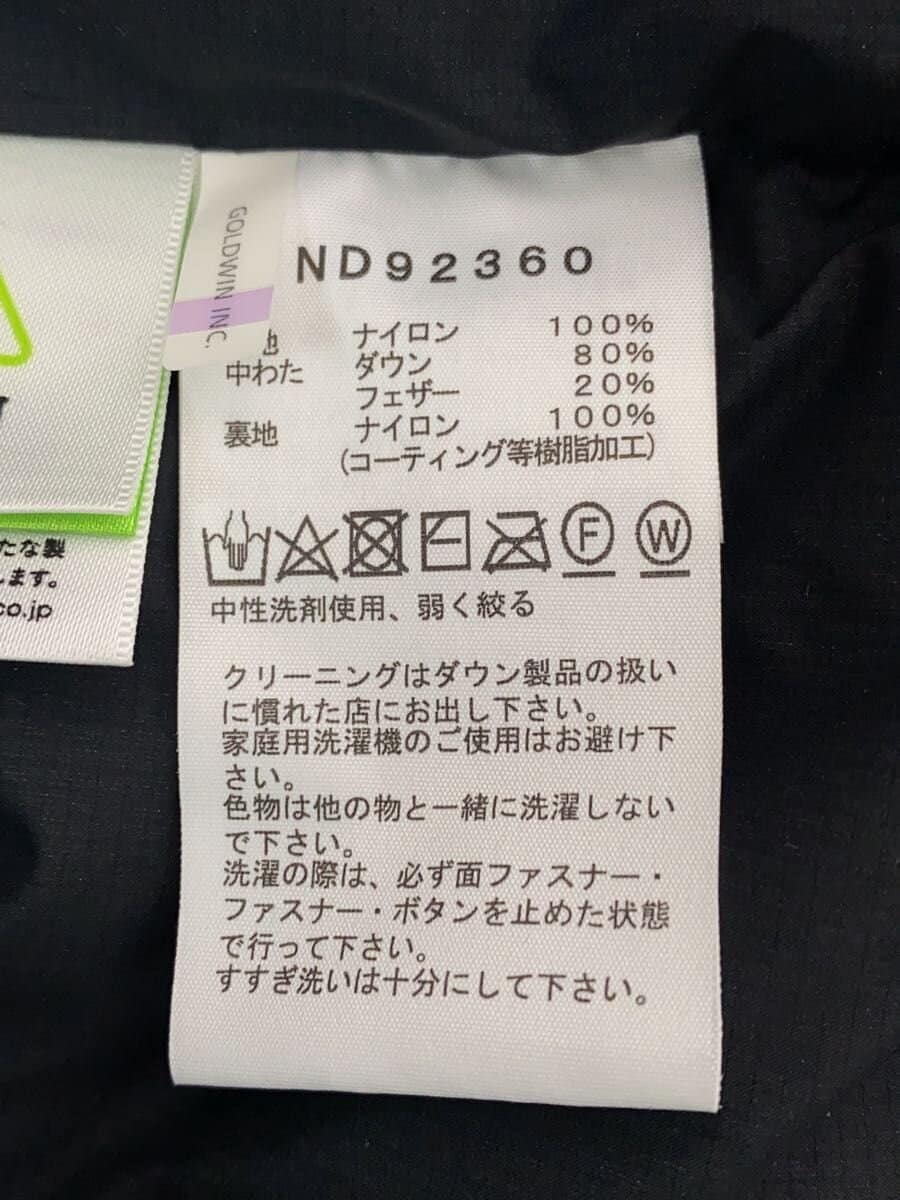 GOLDWIN INC.
ND92360
地 ナイロン 100%
中わた ダウン 80%
フェザー 20%
裏地 ナイロン 100%
(コーティング等樹脂加工)
F W
中性洗剤使用、弱く絞る
クリーニングはダウン製品の扱い
に慣れた店にお出し下さい。
家庭用洗濯機のご使用はお避け下
さい。
色物は他の物と一緒に洗濯しない
で下さい。
洗濯の際は、必ず面ファスナー・
ファスナー・ボタンを止めた状態
で行って下さい。
すすぎ洗いは十分にして下さい。
たな製
します。
co.jp